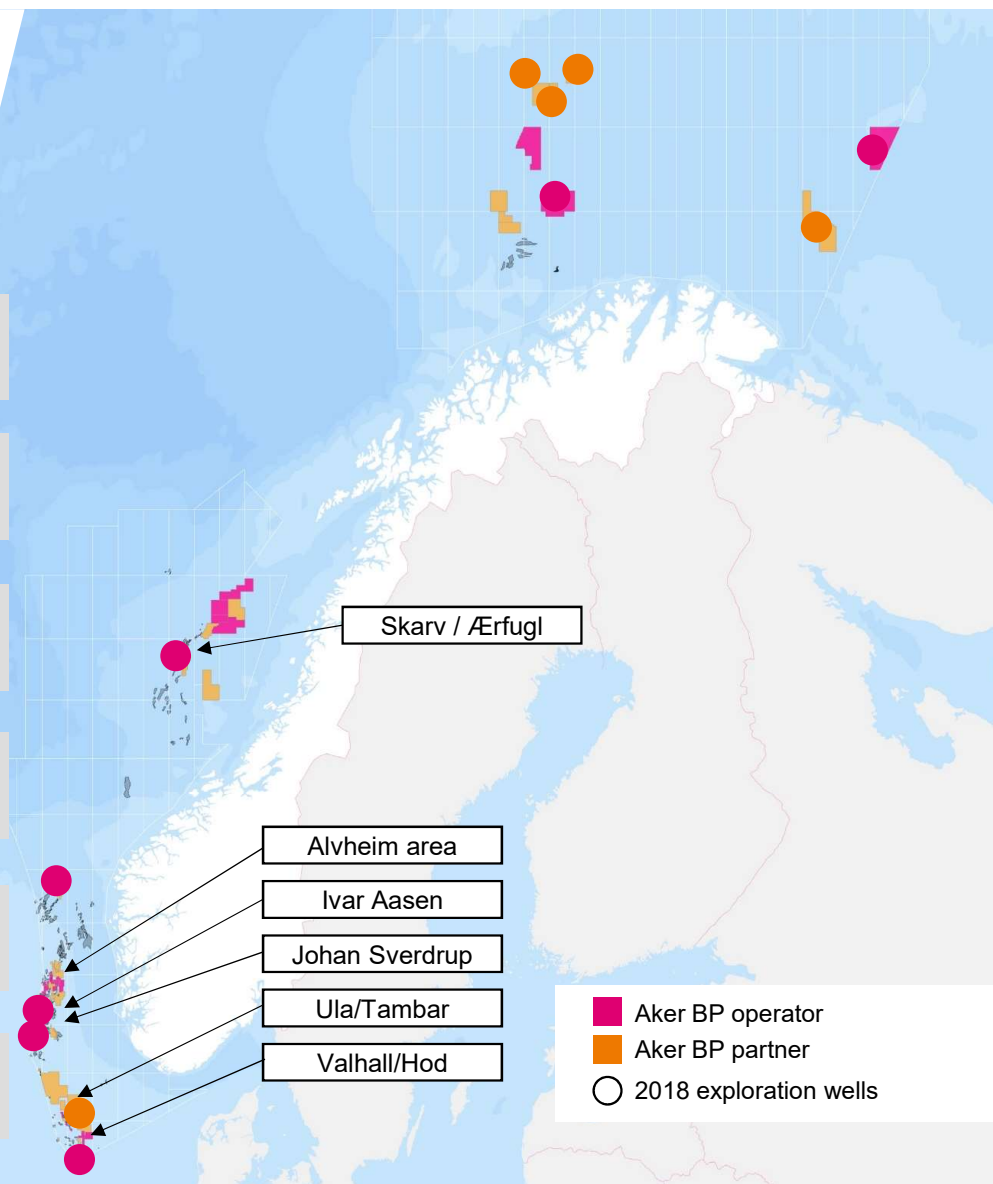 Skarv / Ærfugl
Alvheim area
Ivar Aasen
Johan Sverdrup
Ula/Tambar
Valhall/Hod
Aker BP operator
Aker BP partner
2018 exploration wells